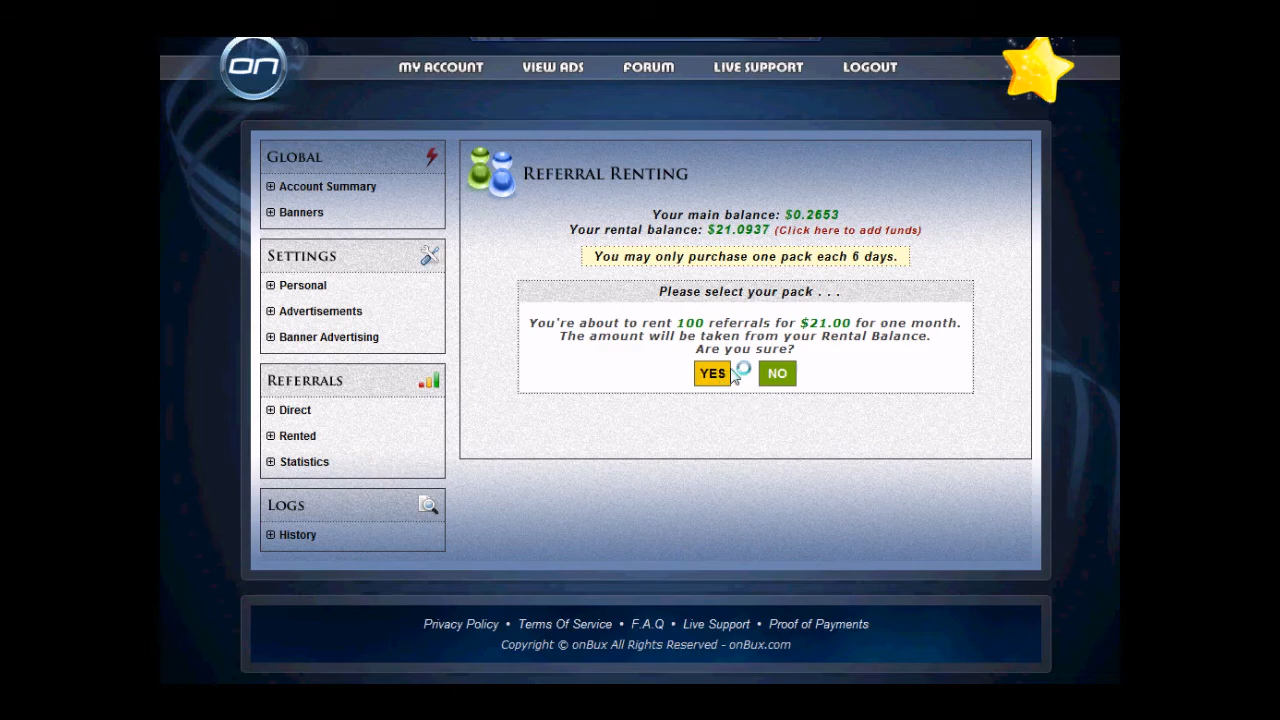 on
MY ACCOUNT VIEW ADS FORUM LIVE SUPPORT LOGOUT
GLOBAL
Account Summary
Banners
SETTINGS
Personal
Advertisements
Banner Advertising
REFERRALS
Direct
Rented
Statistics
LOGS
History
REFERRAL RENTING
Your main balance: $0.2653
Your rental balance: $21.0937 (Click here to add funds)
You may only purchase one pack each 6 days.
Please select your pack . . .
You're about to rent 100 referrals for $21.00 for one month.
The amount will be taken from your Rental Balance.
Are you sure?
YES NO
Privacy Policy • Terms Of Service • F.A.Q • Live Support • Proof of Payments
Copyright © onBux All Rights Reserved - onBux.com